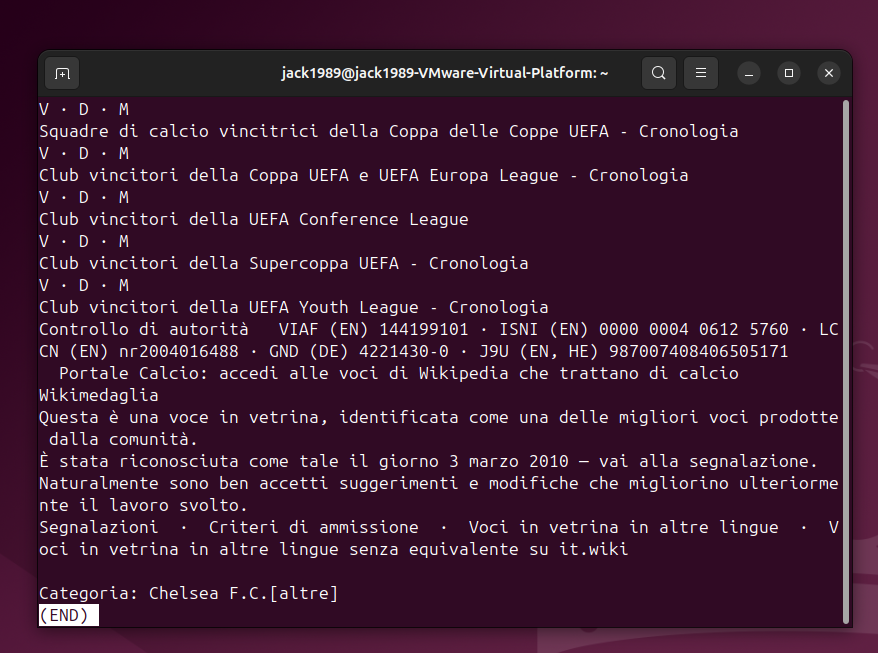 jack1989@jack1989-VMware-Virtual-Platform: ~
V · D · M
Squadre di calcio vincitrici della Coppa delle Coppe UEFA - Cronologia
V · D · M
Club vincitori della Coppa UEFA e UEFA Europa League - Cronologia
V · D · M
Club vincitori della UEFA Conference League
V · D · M
Club vincitori della Supercoppa UEFA - Cronologia
V · D · M
Club vincitori della UEFA Youth League - Cronologia
Controllo di autorità   VIAF (EN) 144199101 · ISNI (EN) 0000 0004 0612 5760 · LC
CN (EN) nr2004016488 · GND (DE) 4221430-0 · J9U (EN, HE) 987007408406505171
  Portale Calcio: accedi alle voci di Wikipedia che trattano di calcio
Wikimedaglia
Questa è una voce in vetrina, identificata come una delle migliori voci prodotte
 dalla comunità.
È stata riconosciuta come tale il giorno 3 marzo 2010 — vai alla segnalazione.
Naturalmente sono ben accetti suggerimenti e modifiche che migliorino ulteriorme
nte il lavoro svolto.
Segnalazioni  ·  Criteri di ammissione  ·  Voci in vetrina in altre lingue  ·  V
oci in vetrina in altre lingue senza equivalente su it.wiki
Categoria: Chelsea F.C.[altre]
(END)